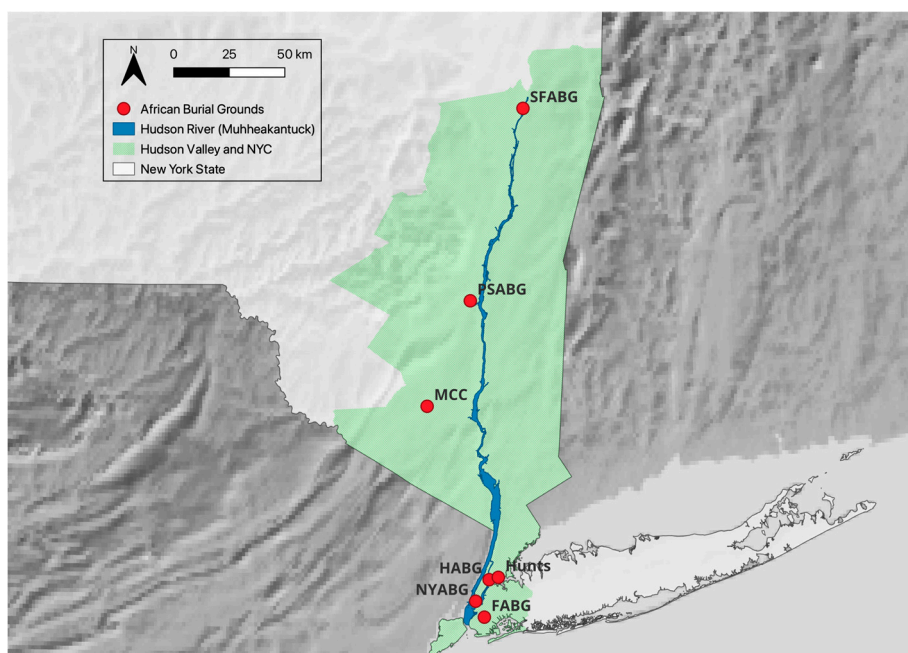 N
0 25 50 km
African Burial Grounds
Hudson River (Muhheakantuck)
Hudson Valley and NYC
New York State
SFABG
PSABG
MCC
HABG
Hunts
NYABG
FABG